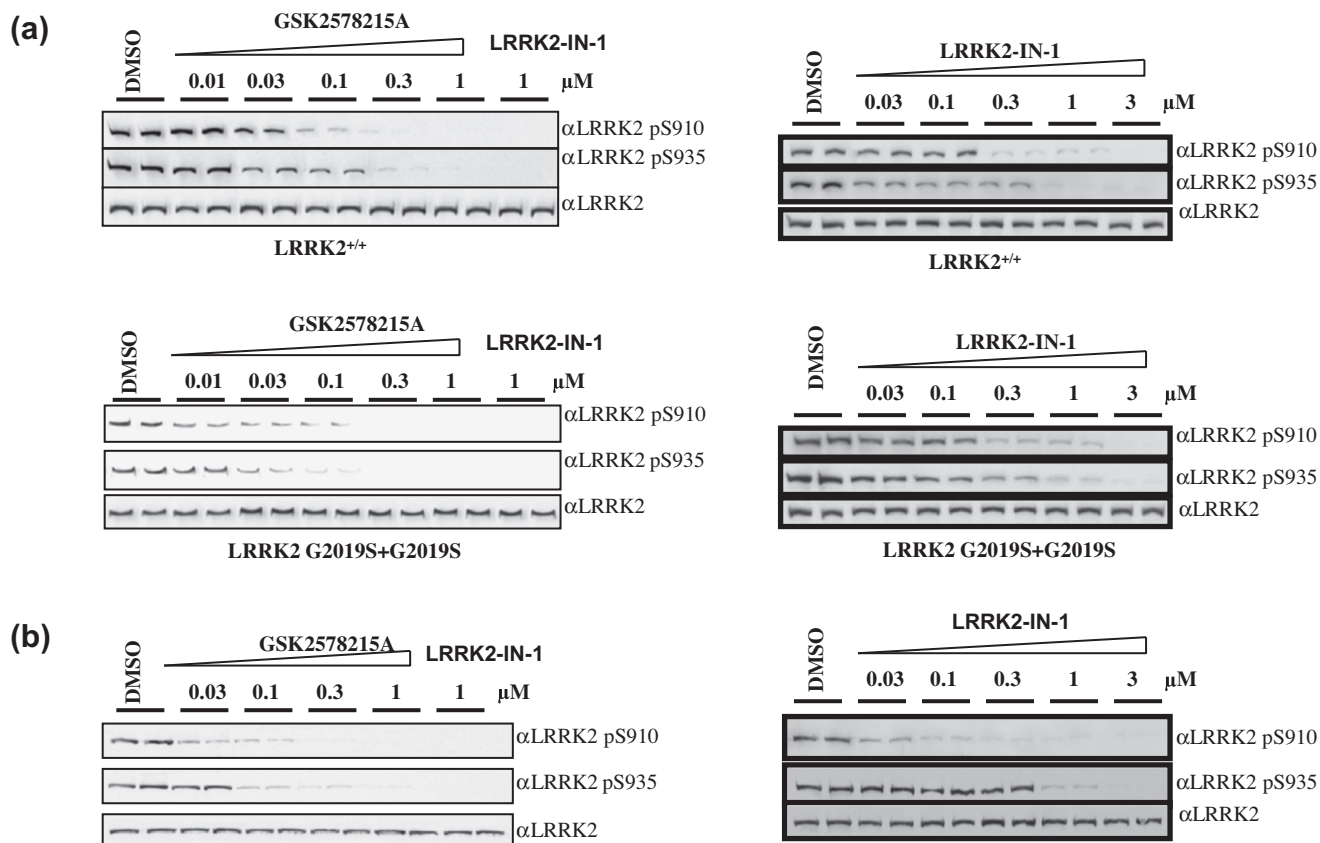 (a)
GSK2578215A
LRRK2-IN-1
DMSO
0.01 0.03 0.1 0.3 1 1 µM
αLRRK2 pS910
αLRRK2 pS935
αLRRK2
LRRK2+/+
LRRK2-IN-1
DMSO
0.03 0.1 0.3 1 3 µM
αLRRK2 pS910
αLRRK2 pS935
αLRRK2
LRRK2+/+
GSK2578215A
LRRK2-IN-1
DMSO
0.01 0.03 0.1 0.3 1 1 µM
αLRRK2 pS910
αLRRK2 pS935
αLRRK2
LRRK2 G2019S+G2019S
LRRK2-IN-1
DMSO
0.03 0.1 0.3 1 3 µM
αLRRK2 pS910
αLRRK2 pS935
αLRRK2
LRRK2 G2019S+G2019S
(b)
GSK2578215A
LRRK2-IN-1
DMSO
0.03 0.1 0.3 1 1 µM
αLRRK2 pS910
αLRRK2 pS935
αLRRK2
LRRK2-IN-1
DMSO
0.03 0.1 0.3 1 3 µM
αLRRK2 pS910
αLRRK2 pS935
αLRRK2